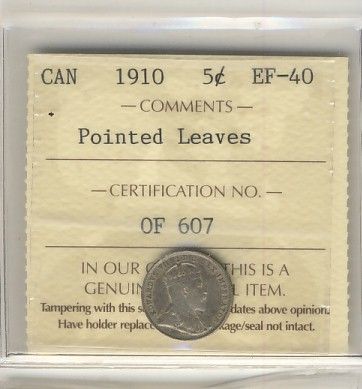 CAN 1910 5¢ EF-40
— COMMENTS —
Pointed Leaves
— CERTIFICATION NO. —
OF 607
IN OUR THIS IS A
GENUIN L ITEM.
Tampering with this s dates above opinion.
Have holder replace kage/seal not intact.